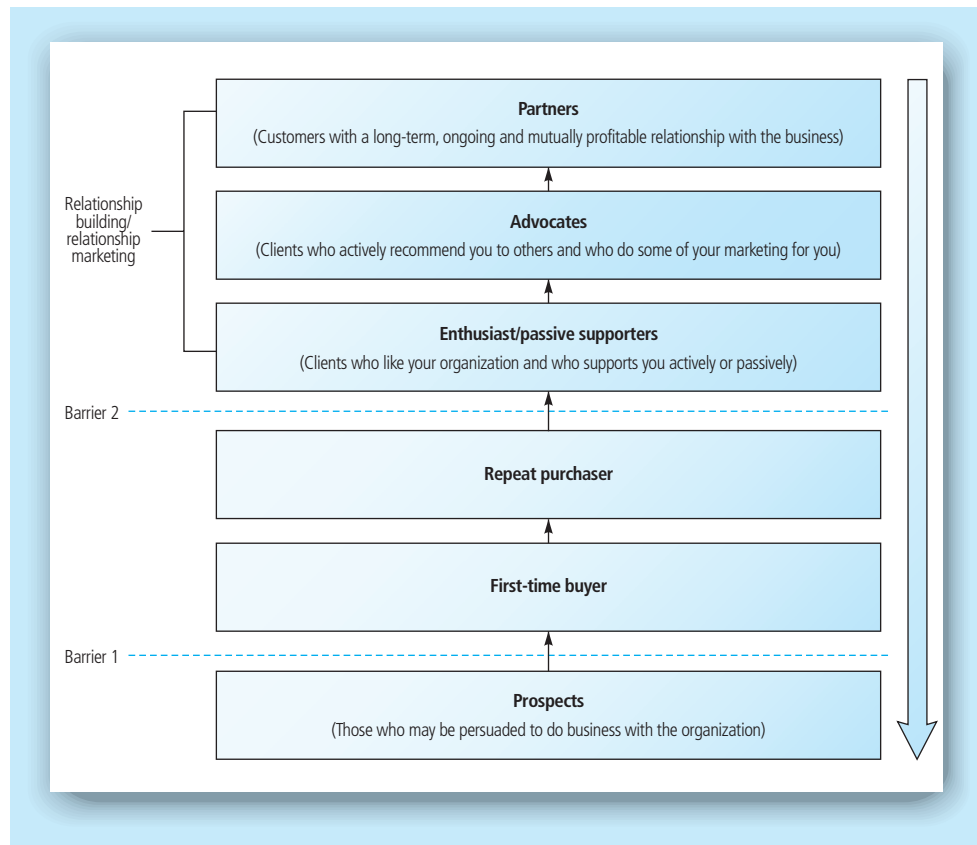 Partners
(Customers with a long-term, ongoing and mutually profitable relationship with the business)
Relationship
building/
relationship
marketing
Advocates
(Clients who actively recommend you to others and who do some of your marketing for you)
Enthusiast/passive supporters
(Clients who like your organization and who supports you actively or passively)
Barrier 2
Repeat purchaser
First-time buyer
Barrier 1
Prospects
(Those who may be persuaded to do business with the organization)